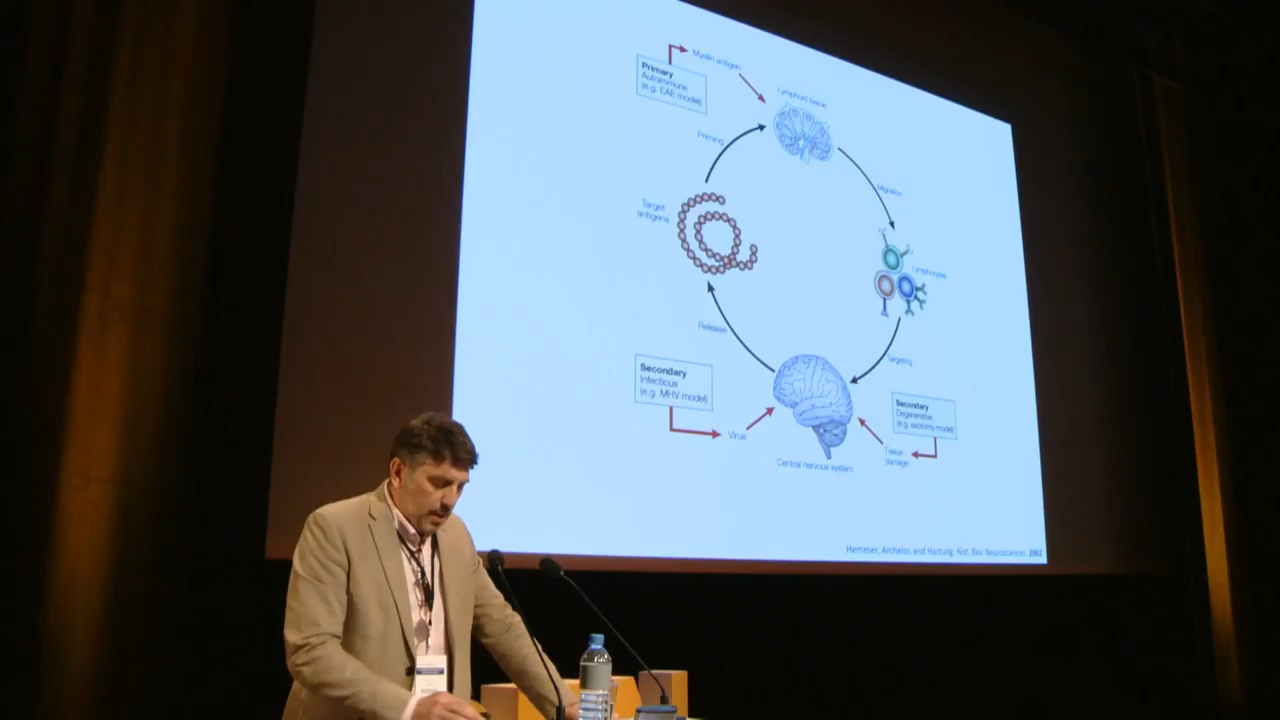 Myelin antigen
Primary
Autoimmune
(e.g. EAE model)
Lymphoid tissue
Priming
Migration
Target
antigens
Lymphocytes
Release
Targeting
Secondary
Infectious
(e.g. MHV model)
Secondary
Degenerative
(e.g. axotomy model)
Virus
Tissue
damage
Central nervous system
Hemmer, Archelos and Hartung, Nat. Rev. Neurosciences. 2002